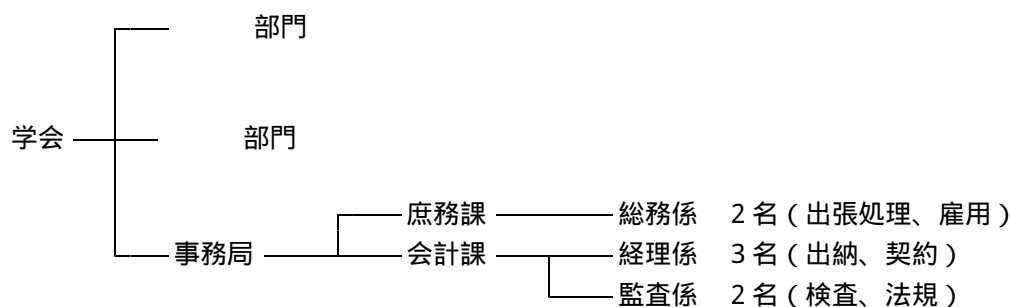 部門
学会
部門
庶務課 総務係 2名(出張処理、雇用)
事務局 会計課 経理係 3名(出納、契約)
監査係 2名(検査、法規)